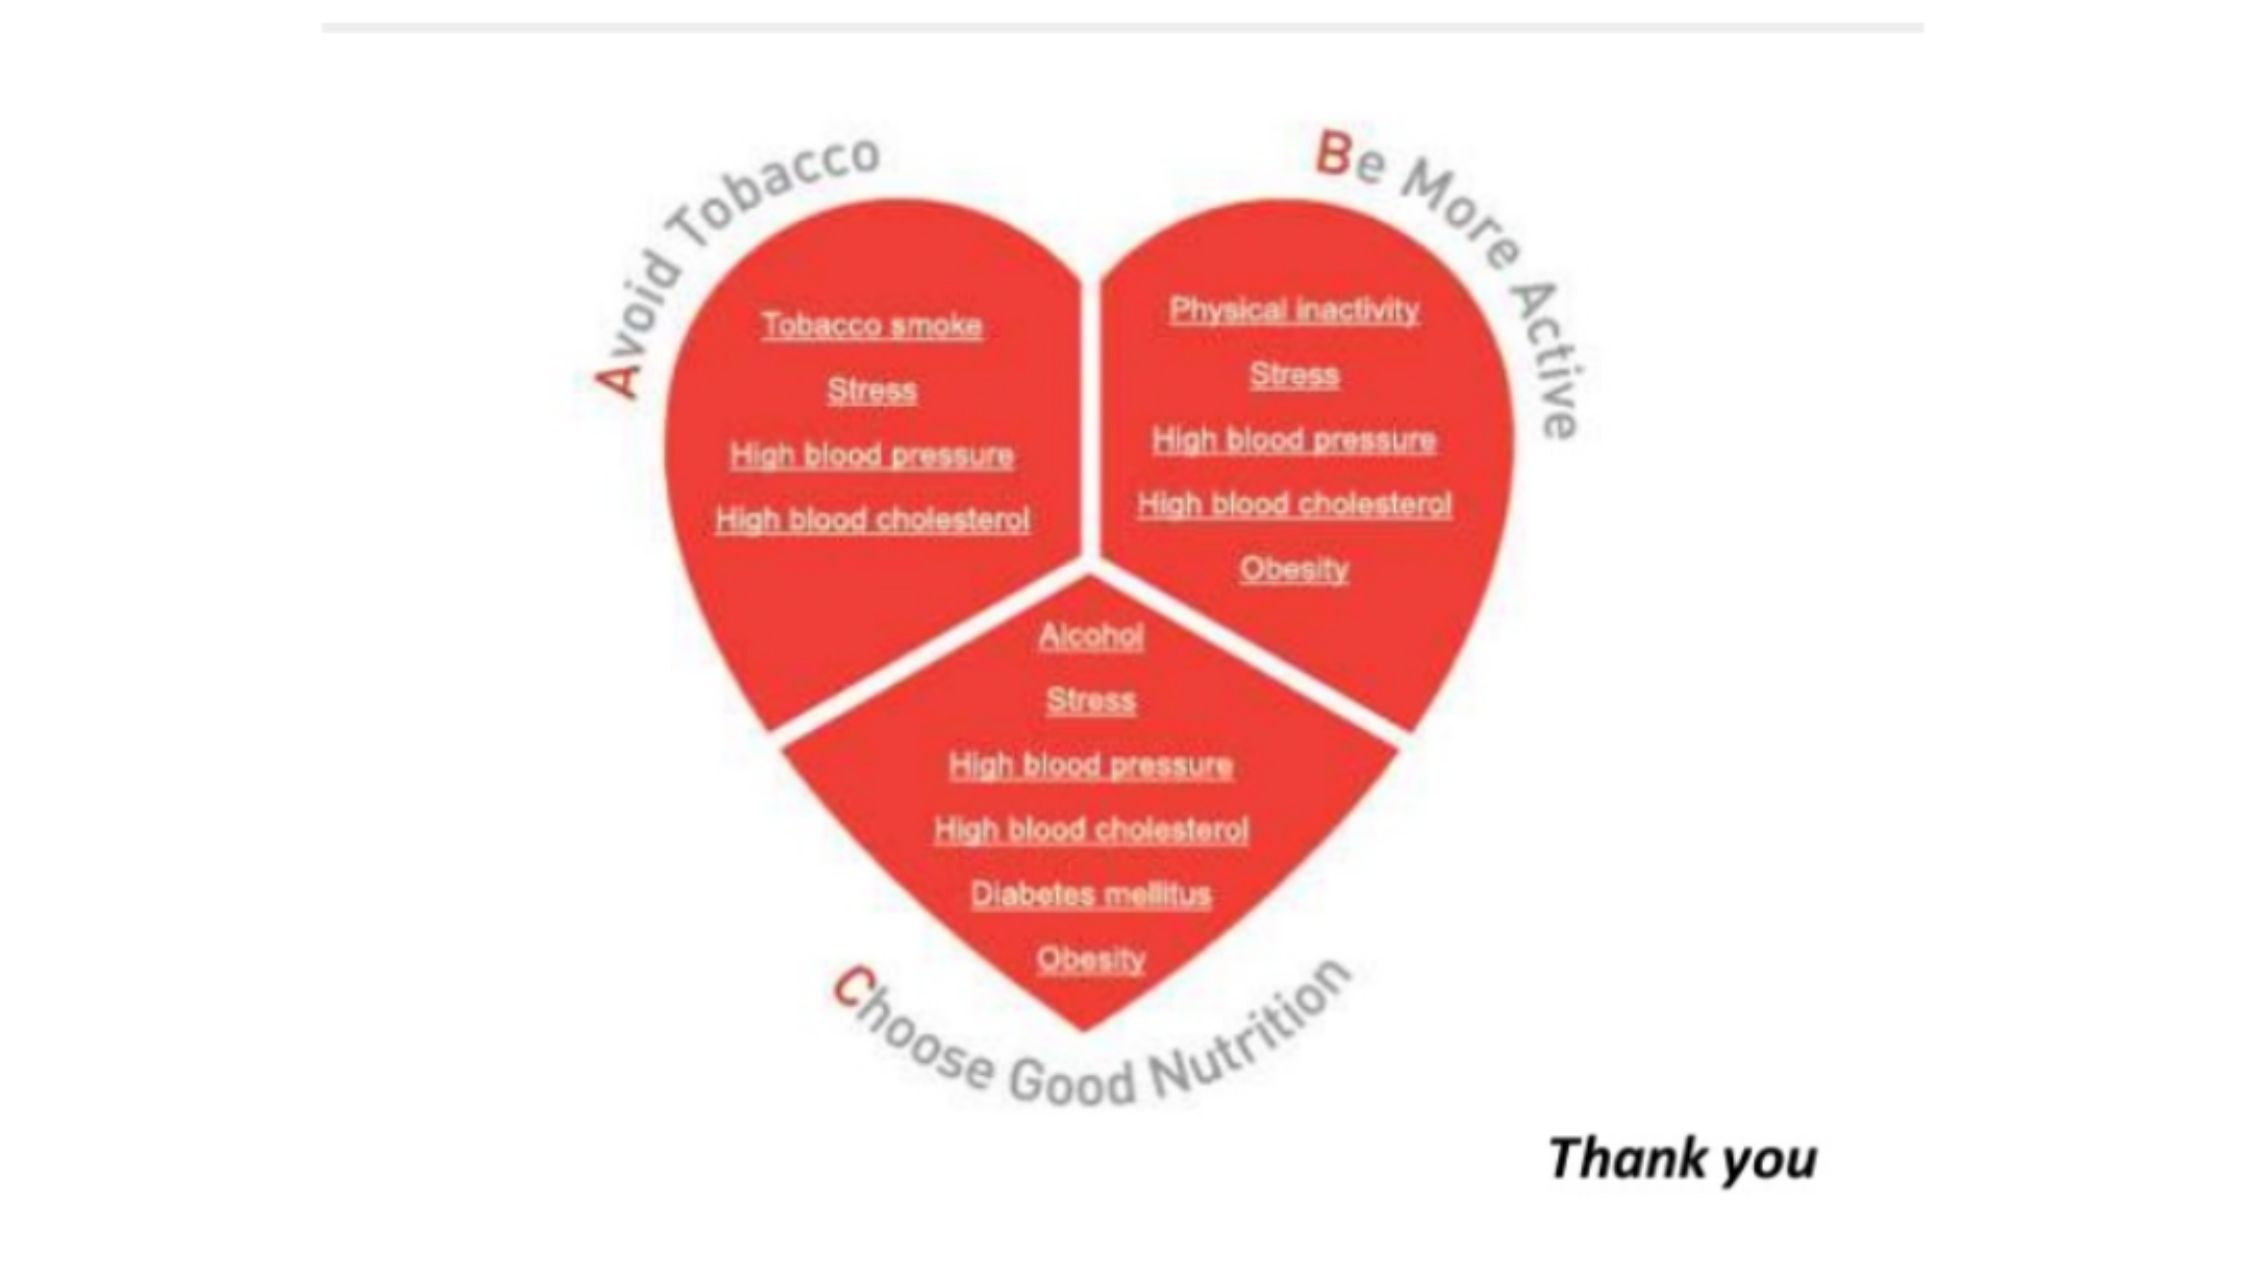 Avoid Tobacco
Tobacco smoke
Stress
High blood pressure
High blood cholesterol
Be More Active
Physical inactivity
Stress
High blood pressure
High blood cholesterol
Obesity
Alcohol
Stress
High blood pressure
High blood cholesterol
Diabetes mellitus
Obesity
Choose Good Nutrition
Thank you